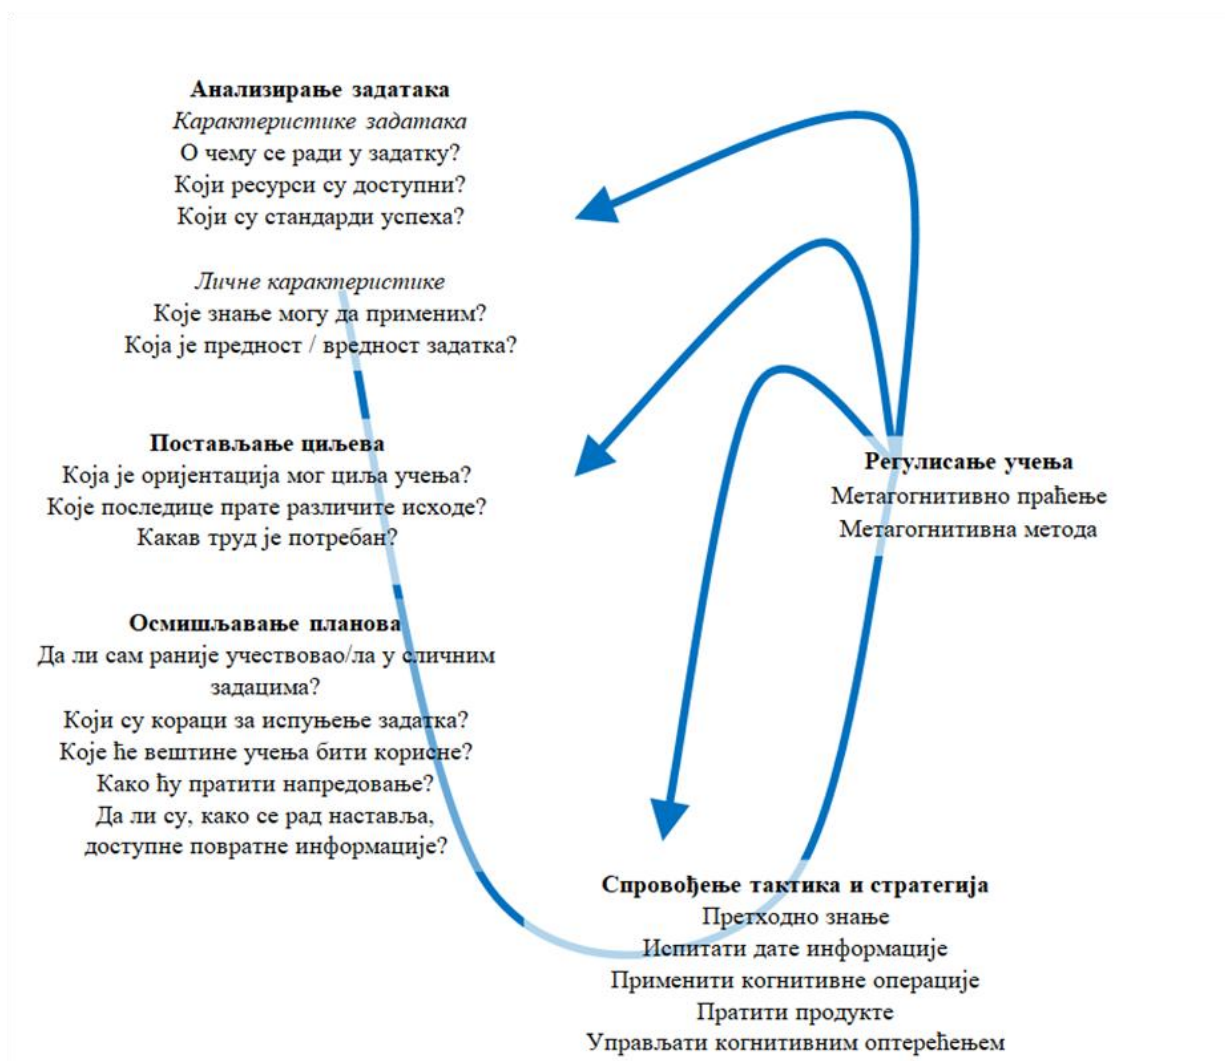 Анализирање задатака
Карактеристике задатака
О чему се ради у задатку?
Који ресурси су доступни?
Који су стандарди успеха?
Личне карактеристике
Које знање могу да применим?
Која је предност / вредност задатка?
Постављање циљева
Која је оријентација мог циља учења?
Које последице прате различите исходе?
Какав труд је потребан?
Осмишљавање планова
Да ли сам раније учествовао/ла у сличним
задацима?
Који су кораци за испуњење задатка?
Које ће вештине учења бити корисне?
Како ћу пратити напредовање?
Да ли су, како се рад наставља,
доступне повратне информације?
Регулисање учења
Метагогнитивно праћење
Метагогнитивна метода
Спровођење тактика и стратегија
Претходно знање
Испитати дате информације
Применити когнитивне операције
Пратити продукте
Управљати когнитивним оптерећењем